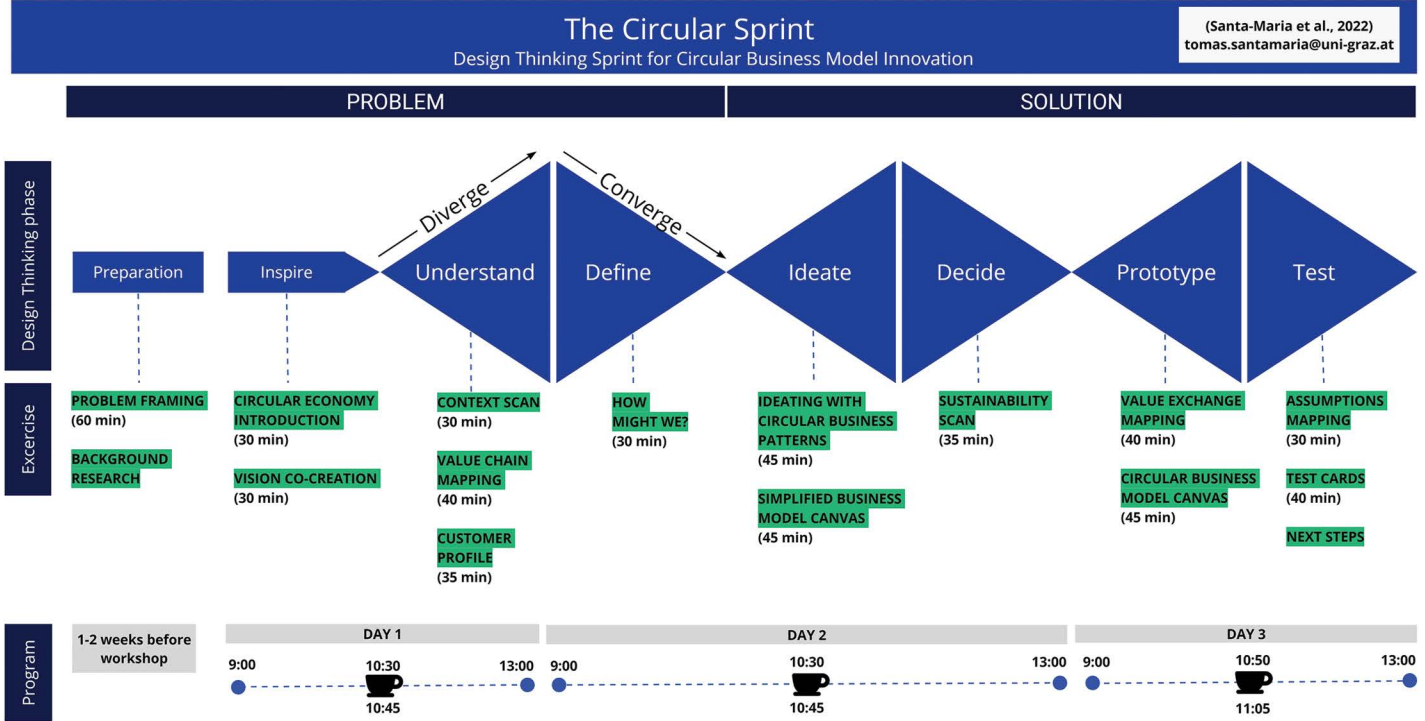 The Circular Sprint
Design Thinking Sprint for Circular Business Model Innovation
(Santa-Maria et al., 2022)
tomas.santamaria@uni-graz.at
PROBLEM
SOLUTION
Design Thinking phase
Diverge
Converge
Preparation
Inspire
Understand
Define
Ideate
Decide
Prototype
Test
Excercise
PROBLEM FRAMING
(60 min)
BACKGROUND
RESEARCH
CIRCULAR ECONOMY
INTRODUCTION
(30 min)
VISION CO-CREATION
(30 min)
CONTEXT SCAN
(30 min)
VALUE CHAIN
MAPPING
(40 min)
CUSTOMER
PROFILE
(35 min)
HOW
MIGHT WE?
(30 min)
IDEATING WITH
CIRCULAR BUSINESS
PATTERNS
(45 min)
SIMPLIFIED BUSINESS
MODEL CANVAS
(45 min)
SUSTAINABILITY
SCAN
(35 min)
VALUE EXCHANGE
MAPPING
(40 min)
CIRCULAR BUSINESS
MODEL CANVAS
(45 min)
ASSUMPTIONS
MAPPING
(30 min)
TEST CARDS
(40 min)
NEXT STEPS
Program
1-2 weeks before
workshop
DAY 1
9:00
10:30
13:00
10:45
DAY 2
9:00
10:30
13:00
10:45
DAY 3
9:00
10:50
13:00
11:05